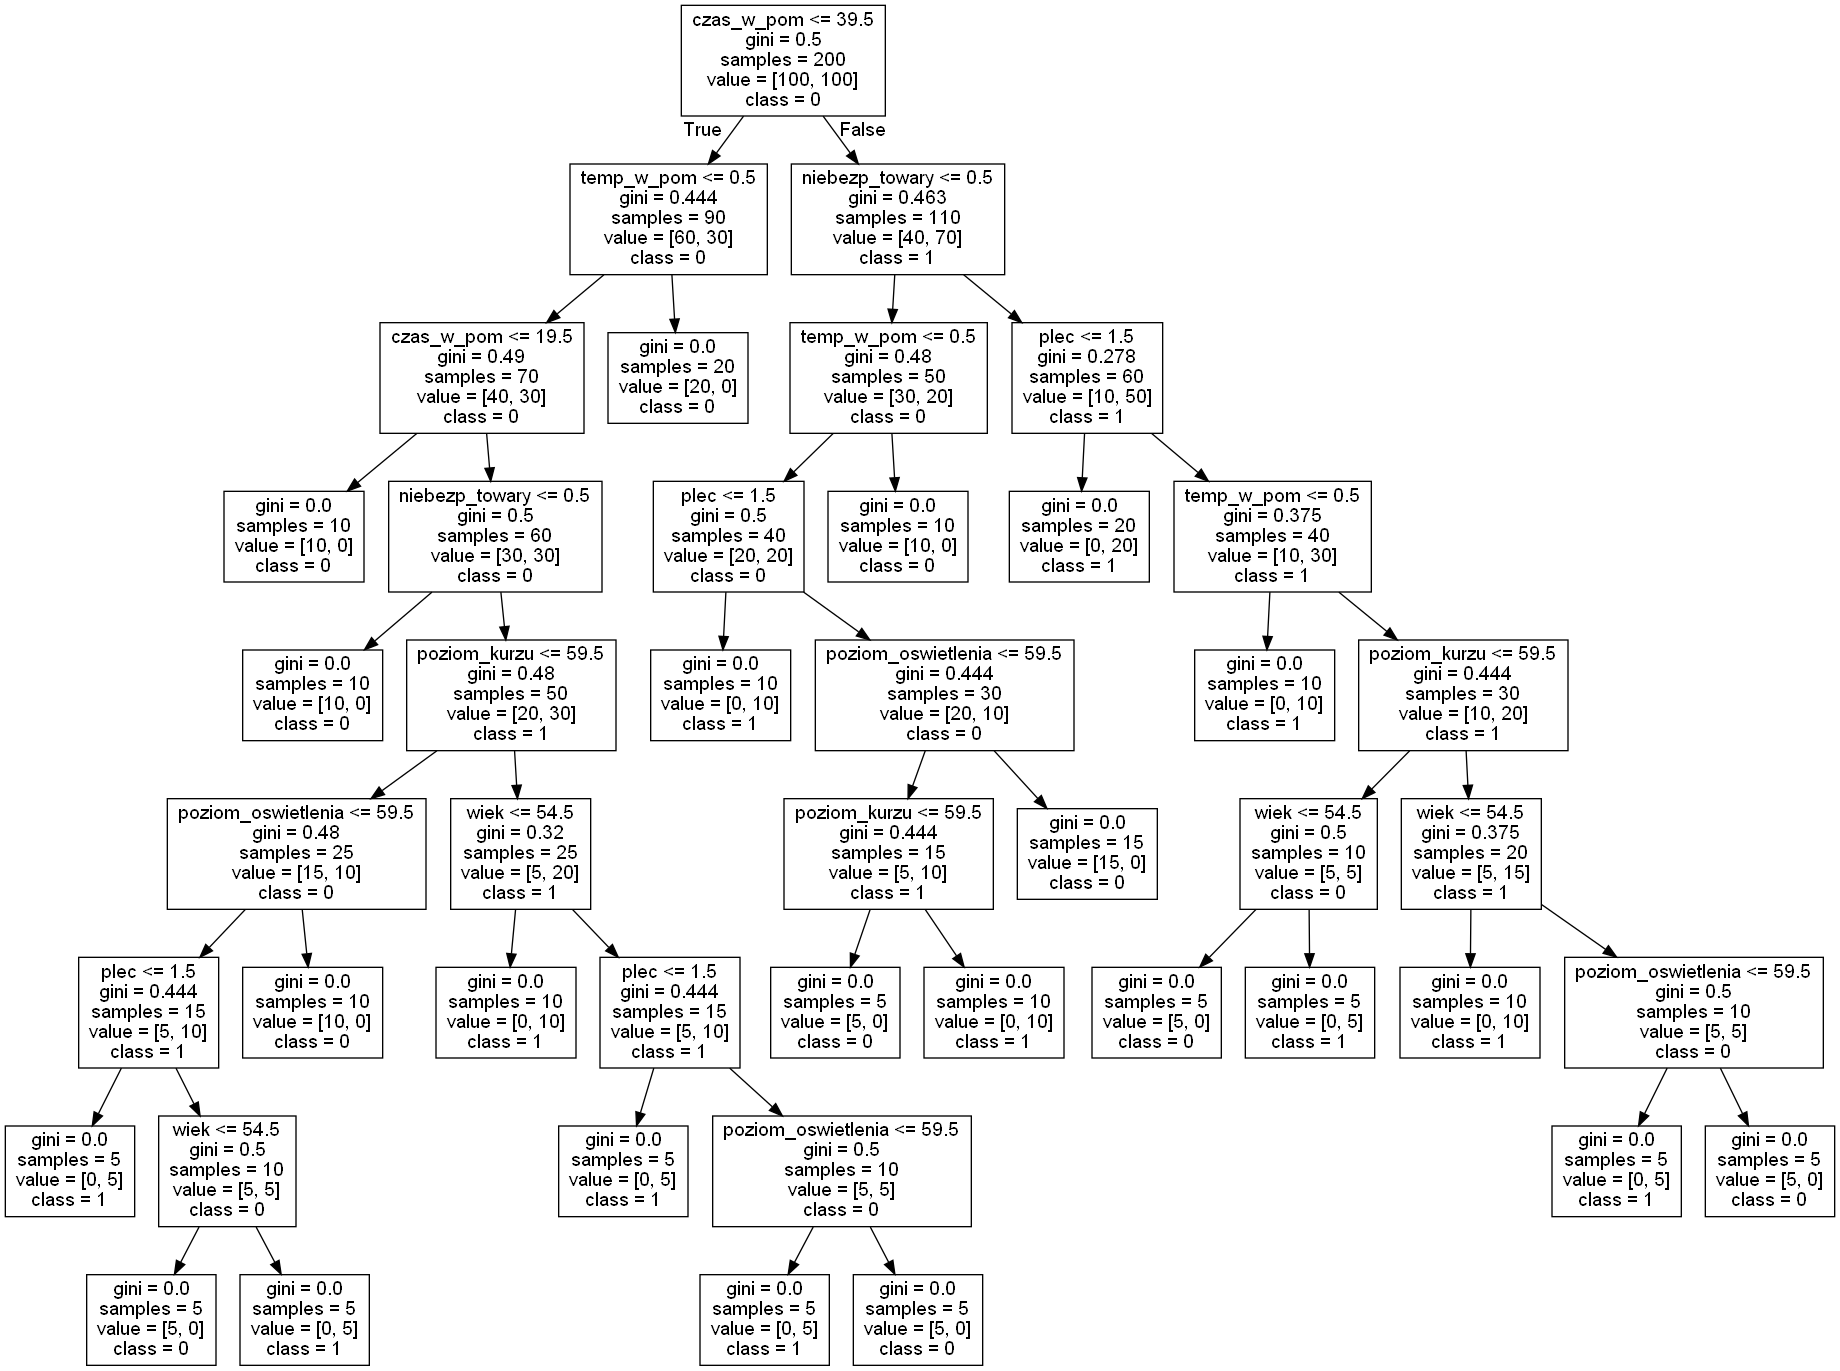 czas_w_pom <= 39.5
gini = 0.5
samples = 200
value = [100, 100]
class = 0
True
False
temp_w_pom <= 0.5
gini = 0.444
samples = 90
value = [60, 30]
class = 0
niebezp_towary <= 0.5
gini = 0.463
samples = 110
value = [40, 70]
class = 1
czas_w_pom <= 19.5
gini = 0.49
samples = 70
value = [40, 30]
class = 0
gini = 0.0
samples = 20
value = [20, 0]
class = 0
temp_w_pom <= 0.5
gini = 0.48
samples = 50
value = [30, 20]
class = 0
plec <= 1.5
gini = 0.278
samples = 60
value = [10, 50]
class = 1
gini = 0.0
samples = 10
value = [10, 0]
class = 0
niebezp_towary <= 0.5
gini = 0.5
samples = 60
value = [30, 30]
class = 0
plec <= 1.5
gini = 0.5
samples = 40
value = [20, 20]
class = 0
gini = 0.0
samples = 10
value = [10, 0]
class = 0
gini = 0.0
samples = 20
value = [0, 20]
class = 1
temp_w_pom <= 0.5
gini = 0.375
samples = 40
value = [10, 30]
class = 1
gini = 0.0
samples = 10
value = [10, 0]
class = 0
poziom_kurzu <= 59.5
gini = 0.48
samples = 50
value = [20, 30]
class = 1
gini = 0.0
samples = 10
value = [0, 10]
class = 1
poziom_oswietlenia <= 59.5
gini = 0.444
samples = 30
value = [20, 10]
class = 0
gini = 0.0
samples = 10
value = [0, 10]
class = 1
poziom_kurzu <= 59.5
gini = 0.444
samples = 30
value = [10, 20]
class = 1
poziom_oswietlenia <= 59.5
gini = 0.48
samples = 25
value = [15, 10]
class = 0
wiek <= 54.5
gini = 0.32
samples = 25
value = [5, 20]
class = 1
poziom_kurzu <= 59.5
gini = 0.444
samples = 15
value = [5, 10]
class = 1
gini = 0.0
samples = 15
value = [15, 0]
class = 0
wiek <= 54.5
gini = 0.5
samples = 10
value = [5, 5]
class = 0
wiek <= 54.5
gini = 0.375
samples = 20
value = [5, 15]
class = 1
plec <= 1.5
gini = 0.444
samples = 15
value = [5, 10]
class = 1
gini = 0.0
samples = 10
value = [10, 0]
class = 0
gini = 0.0
samples = 10
value = [0, 10]
class = 1
plec <= 1.5
gini = 0.444
samples = 15
value = [5, 10]
class = 1
gini = 0.0
samples = 5
value = [5, 0]
class = 0
gini = 0.0
samples = 10
value = [0, 10]
class = 1
gini = 0.0
samples = 5
value = [5, 0]
class = 0
gini = 0.0
samples = 5
value = [0, 5]
class = 1
gini = 0.0
samples = 10
value = [0, 10]
class = 1
poziom_oswietlenia <= 59.5
gini = 0.5
samples = 10
value = [5, 5]
class = 0
gini = 0.0
samples = 5
value = [0, 5]
class = 1
wiek <= 54.5
gini = 0.5
samples = 10
value = [5, 5]
class = 0
gini = 0.0
samples = 5
value = [0, 5]
class = 1
poziom_oswietlenia <= 59.5
gini = 0.5
samples = 10
value = [5, 5]
class = 0
gini = 0.0
samples = 5
value = [0, 5]
class = 1
gini = 0.0
samples = 5
value = [5, 0]
class = 0
gini = 0.0
samples = 5
value = [5, 0]
class = 0
gini = 0.0
samples = 5
value = [0, 5]
class = 1
gini = 0.0
samples = 5
value = [0, 5]
class = 1
gini = 0.0
samples = 5
value = [5, 0]
class = 0